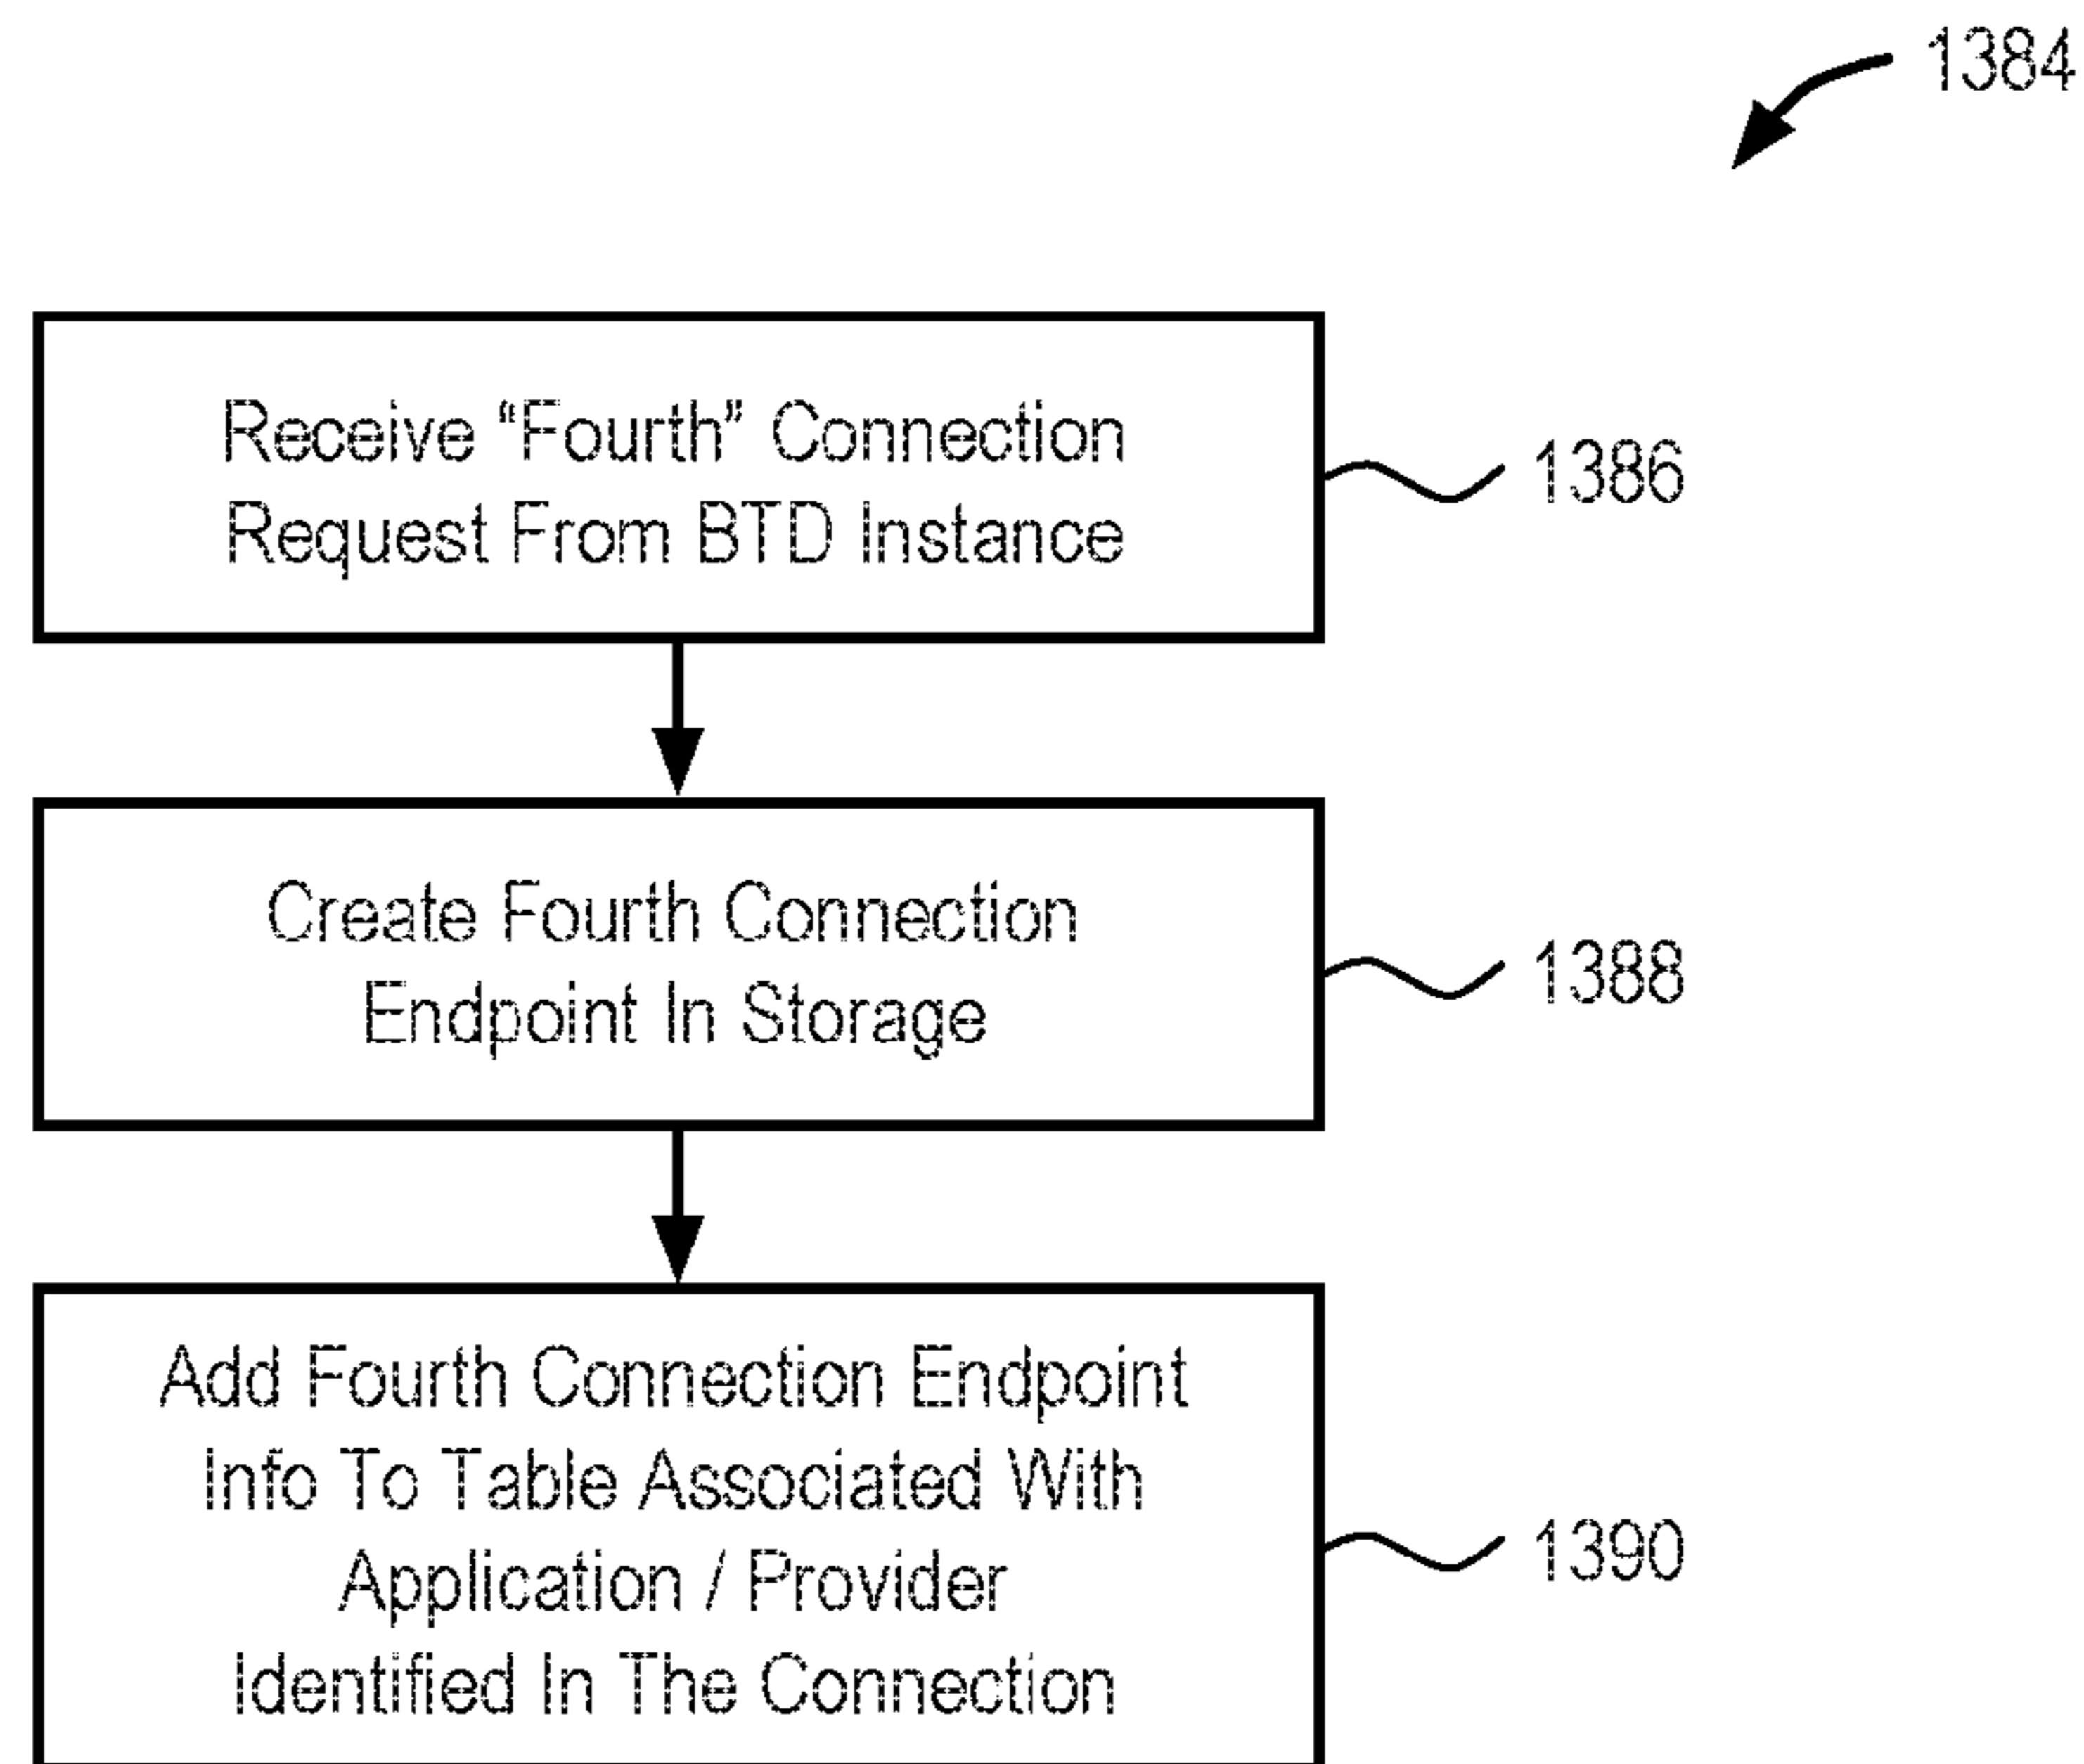 1384
Receive “Fourth” Connection
Request From BTD Instance
1386
Create Fourth Connection
Endpoint In Storage
1388
Add Fourth Connection Endpoint
Info To Table Associated With
Application / Provider
Identified In The Connection
1390